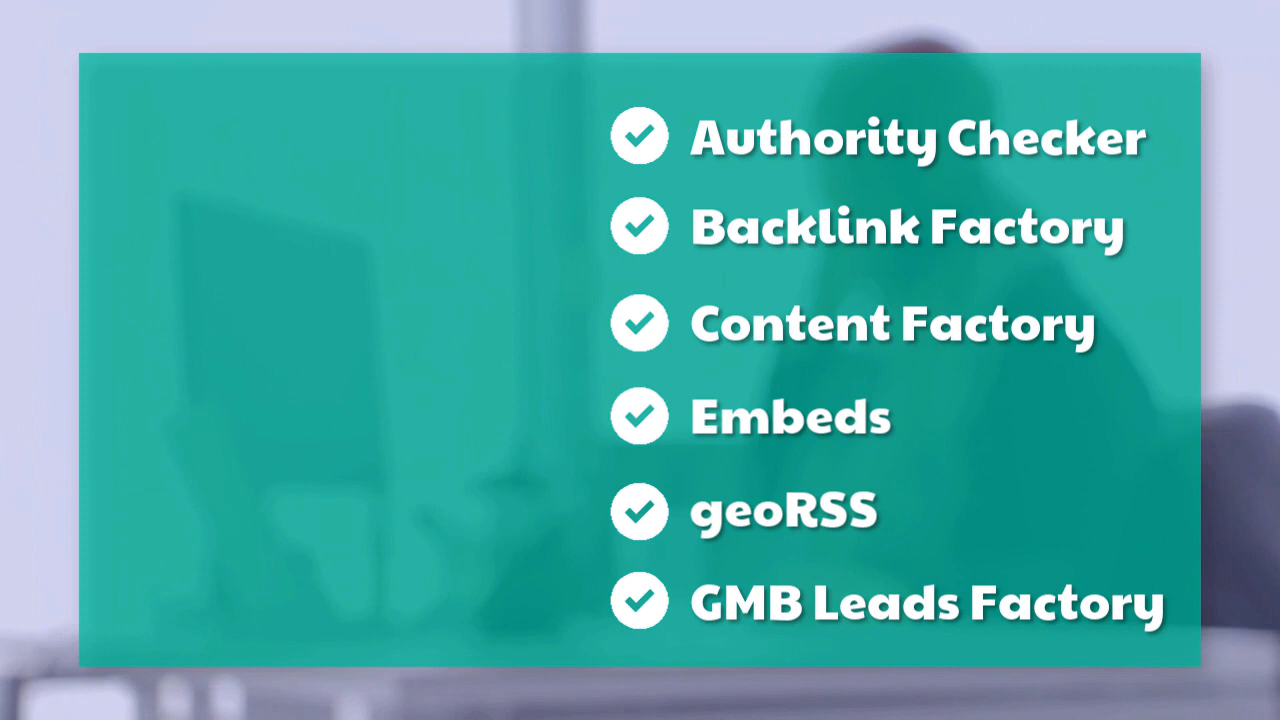 Authority Checker
Backlink Factory
Content Factory
Embeds
geoRSS
GMB Leads Factory